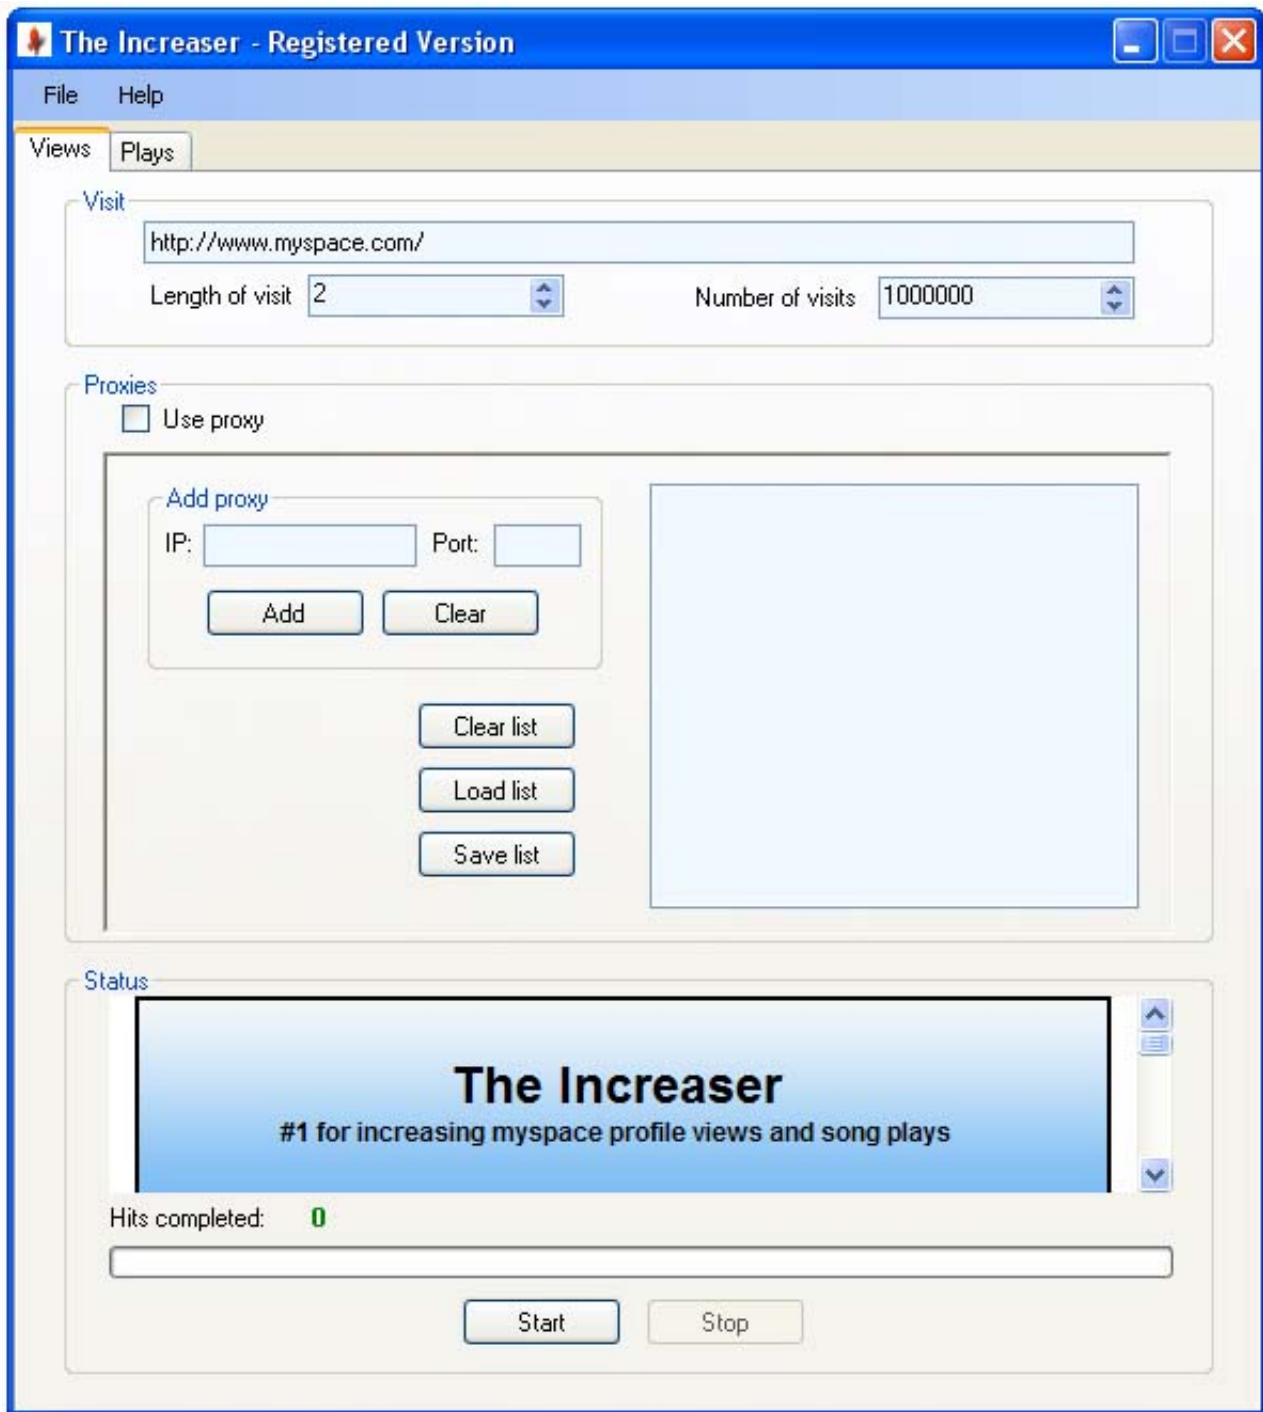 The Increaser - Registered Version
File Help
Views Plays
Visit
http://www.myspace.com/
Length of visit 2 Number of visits 1000000
Proxies
Use proxy
Add proxy
IP: Port:
Add Clear
Clear list
Load list
Save list
Status
The Increaser
#1 for increasing myspace profile views and song plays
Hits completed: 0
Start Stop